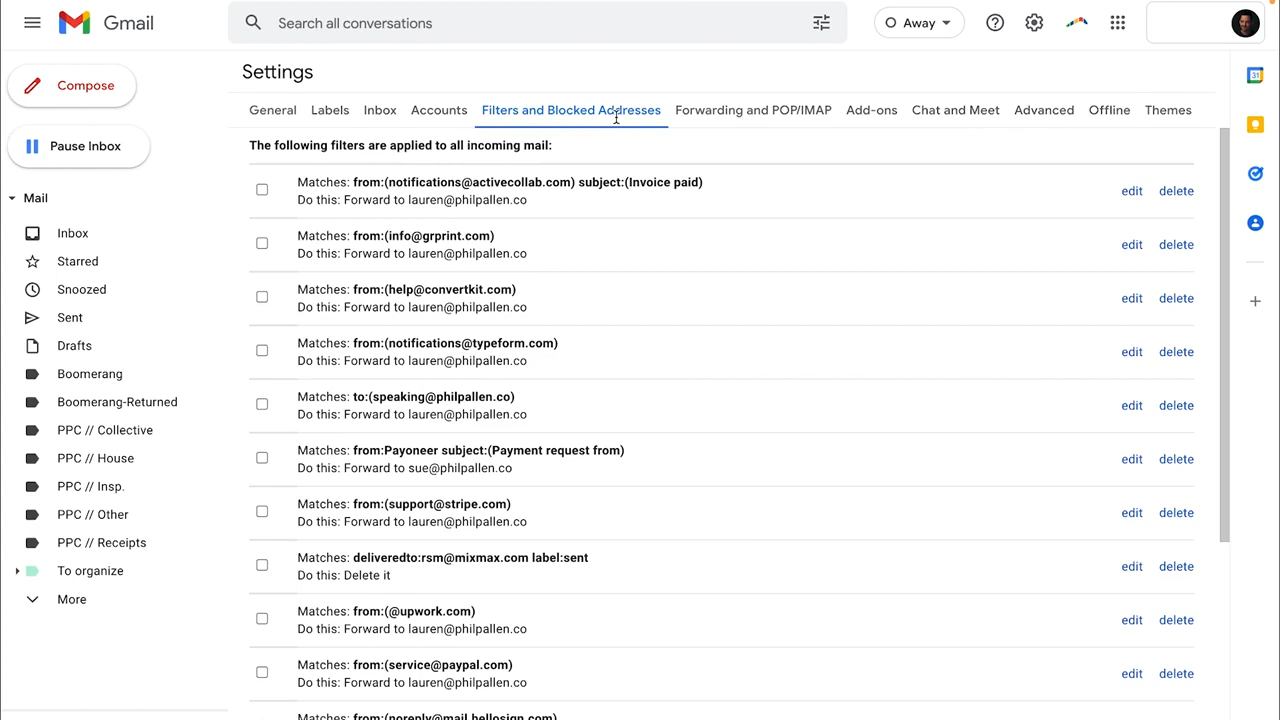 Gmail
Search all conversations
Away
Compose
Pause Inbox
Mail
Inbox
Starred
Snoozed
Sent
Drafts
Boomerang
Boomerang-Returned
PPC // Collective
PPC // House
PPC // Insp.
PPC // Other
PPC // Receipts
To organize
More
Settings
General Labels Inbox Accounts Filters and Blocked Addresses Forwarding and POP/IMAP Add-ons Chat and Meet Advanced Offline Themes
The following filters are applied to all incoming mail:
Matches: from:(notifications@activecollab.com) subject:(Invoice paid)
Do this: Forward to lauren@philpallen.co
edit delete
Matches: from:(info@grprint.com)
Do this: Forward to lauren@philpallen.co
edit delete
Matches: from:(help@convertkit.com)
Do this: Forward to lauren@philpallen.co
edit delete
Matches: from:(notifications@typeform.com)
Do this: Forward to lauren@philpallen.co
edit delete
Matches: to:(speaking@philpallen.co)
Do this: Forward to lauren@philpallen.co
edit delete
Matches: from:Payoneer subject:(Payment request from)
Do this: Forward to sue@philpallen.co
edit delete
Matches: from:(support@stripe.com)
Do this: Forward to lauren@philpallen.co
edit delete
Matches: deliveredto:rsm@mixmax.com label:sent
Do this: Delete it
edit delete
Matches: from:(@upwork.com)
Do this: Forward to lauren@philpallen.co
edit delete
Matches: from:(service@paypal.com)
Do this: Forward to lauren@philpallen.co
edit delete
Matches: from:(noreply@mail.hellosign.com)
31